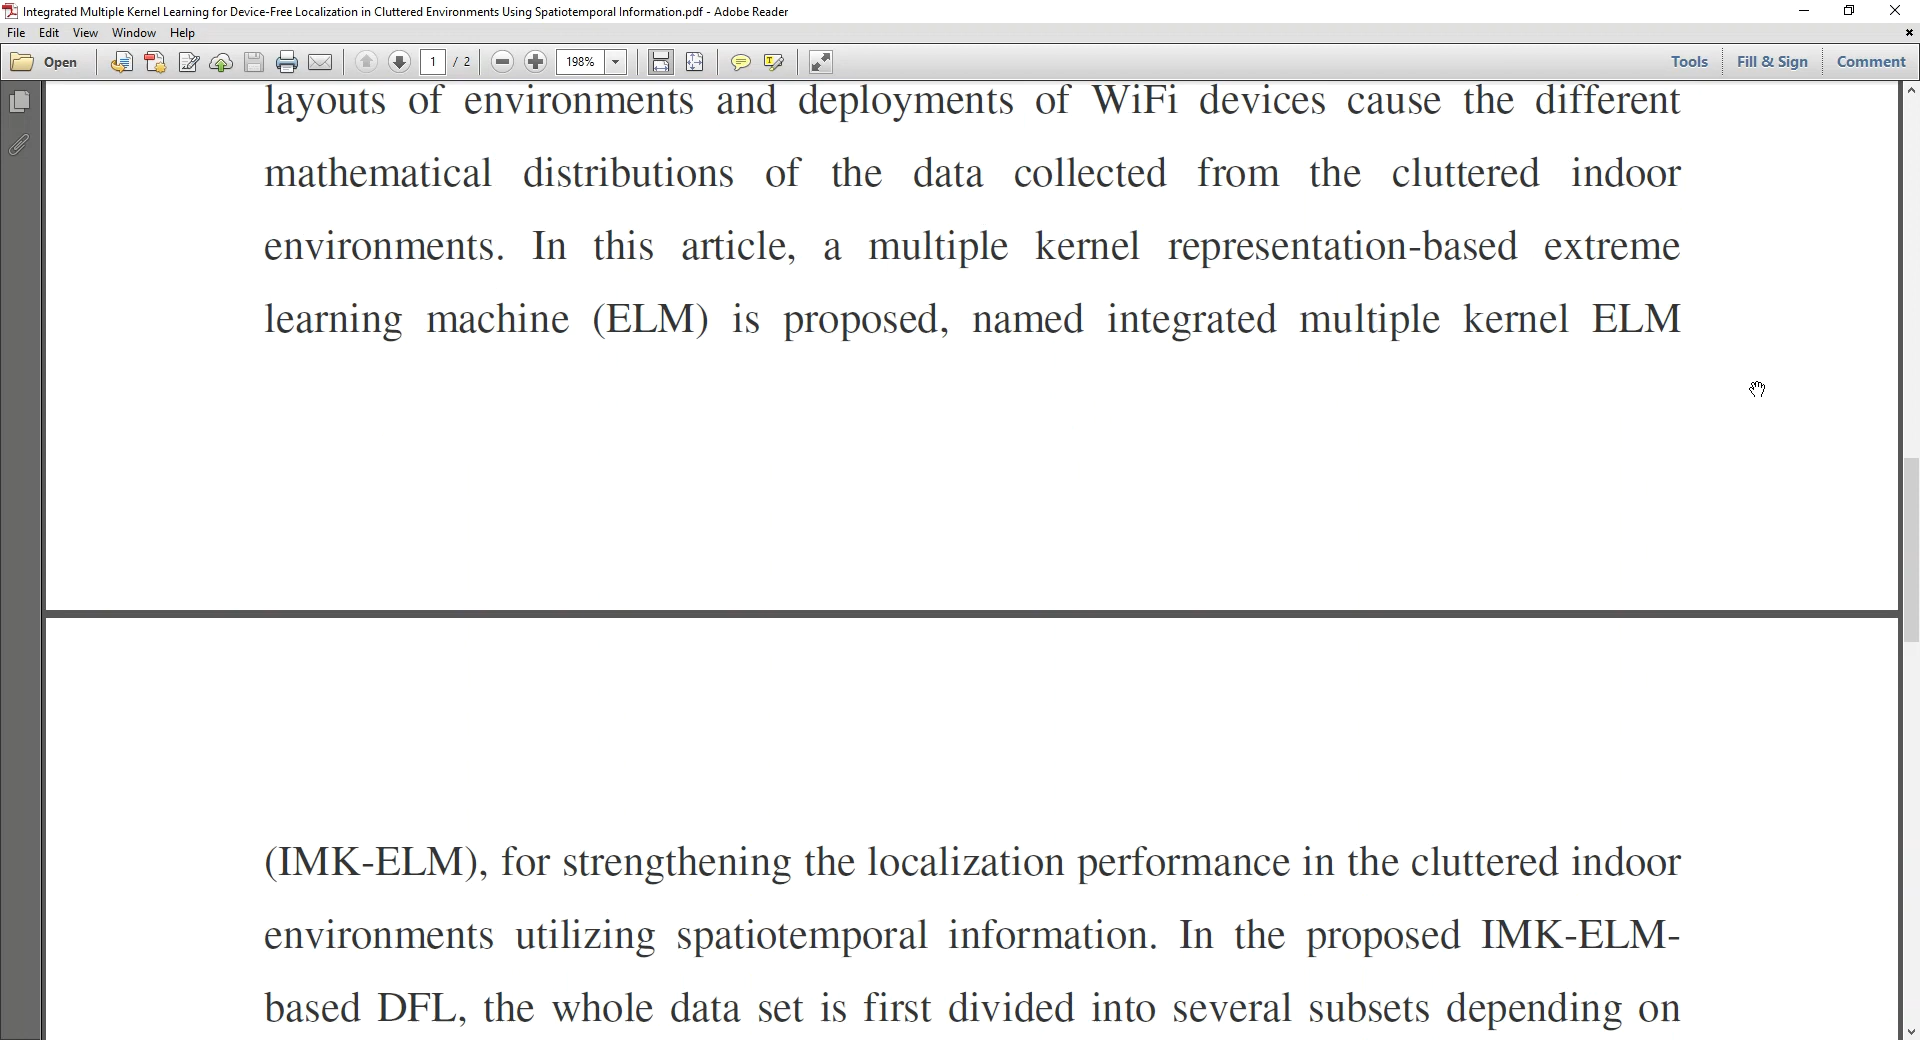 Integrated Multiple Kernel Learning for Device-Free Localization in Cluttered Environments Using Spatiotemporal Information.pdf - Adobe Reader
File Edit View Window Help
Open 1 / 2 198% Tools Fill & Sign Comment
layouts of environments and deployments of WiFi devices cause the different
mathematical distributions of the data collected from the cluttered indoor
environments. In this article, a multiple kernel representation-based extreme
learning machine (ELM) is proposed, named integrated multiple kernel ELM
(IMK-ELM), for strengthening the localization performance in the cluttered indoor
environments utilizing spatiotemporal information. In the proposed IMK-ELM-
based DFL, the whole data set is first divided into several subsets depending on